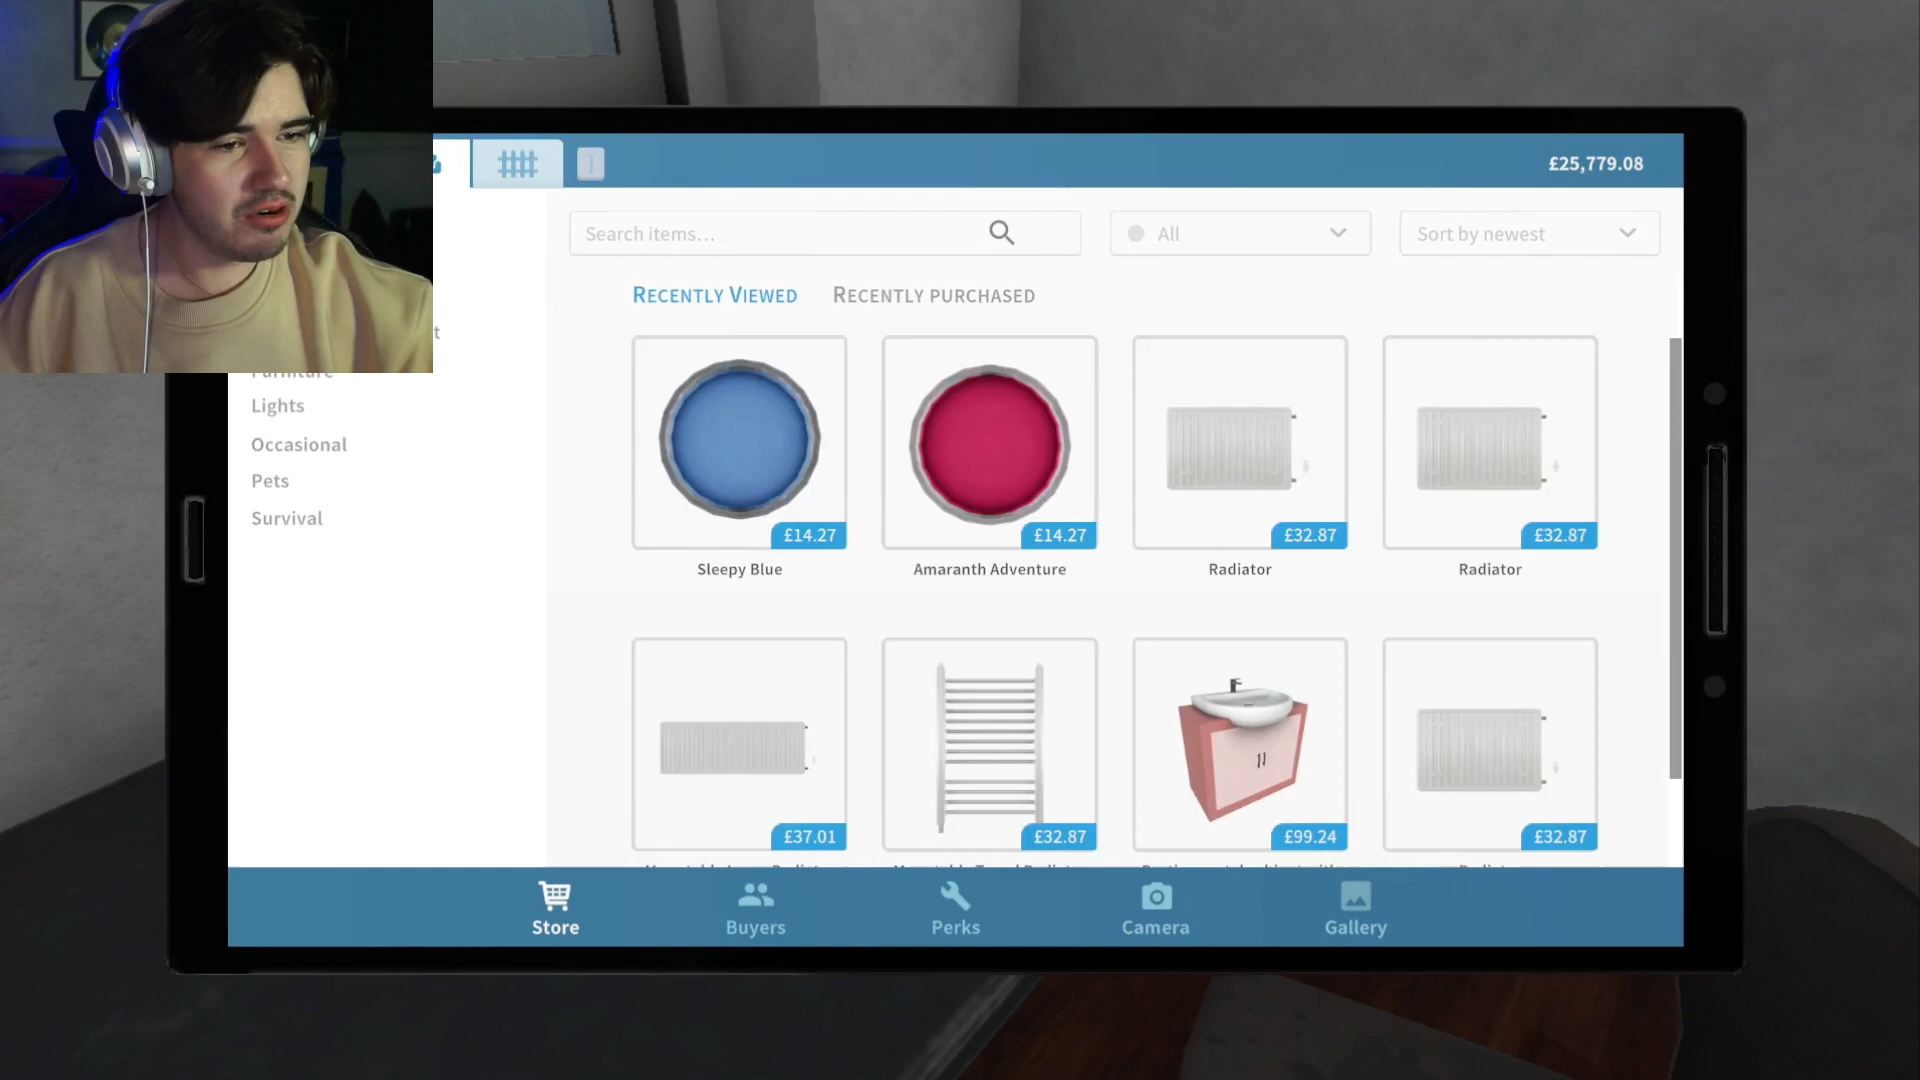 £25,779.08
Search items...
All
Sort by newest
RECENTLY VIEWED
RECENTLY PURCHASED
Furniture
Lights
Occasional
Pets
Survival
£14.27
£14.27
£32.87
£32.87
Sleepy Blue
Amaranth Adventure
Radiator
Radiator
£37.01
£32.87
£99.24
£32.87
Store
Buyers
Perks
Camera
Gallery